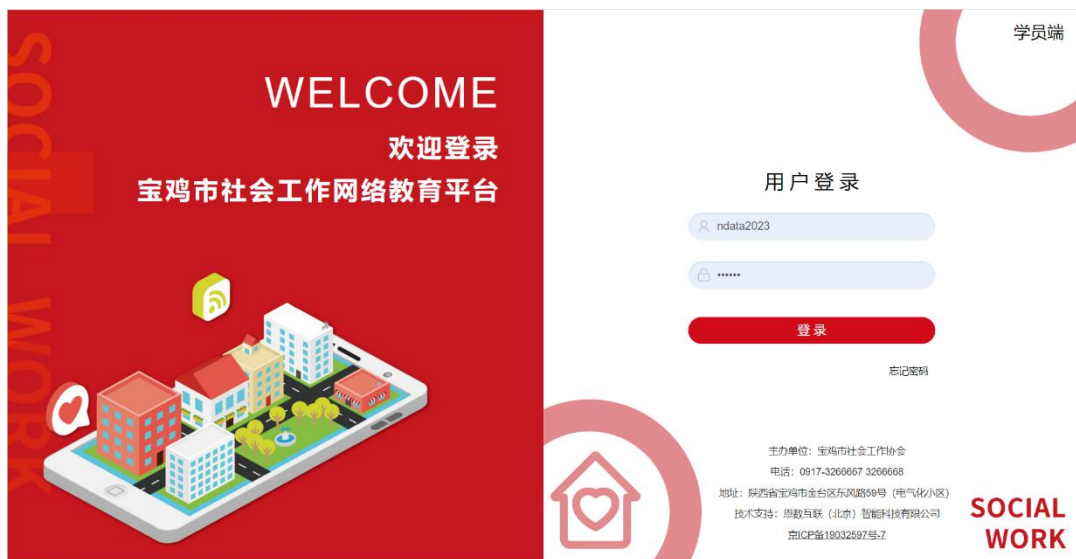 SOCIAL WORK
WELCOME
欢迎登录
宝鸡市社会工作网络教育平台
学员端
用户登录
ndata2023
••••••
登录
忘记密码
主办单位：宝鸡市社会工作协会
电话：0917-3266667 3266668
地址：陕西省宝鸡市金台区东风路59号（电气化小区）
技术支持：恩数互联（北京）智能科技有限公司
京ICP备19032597号-7
SOCIAL
WORK